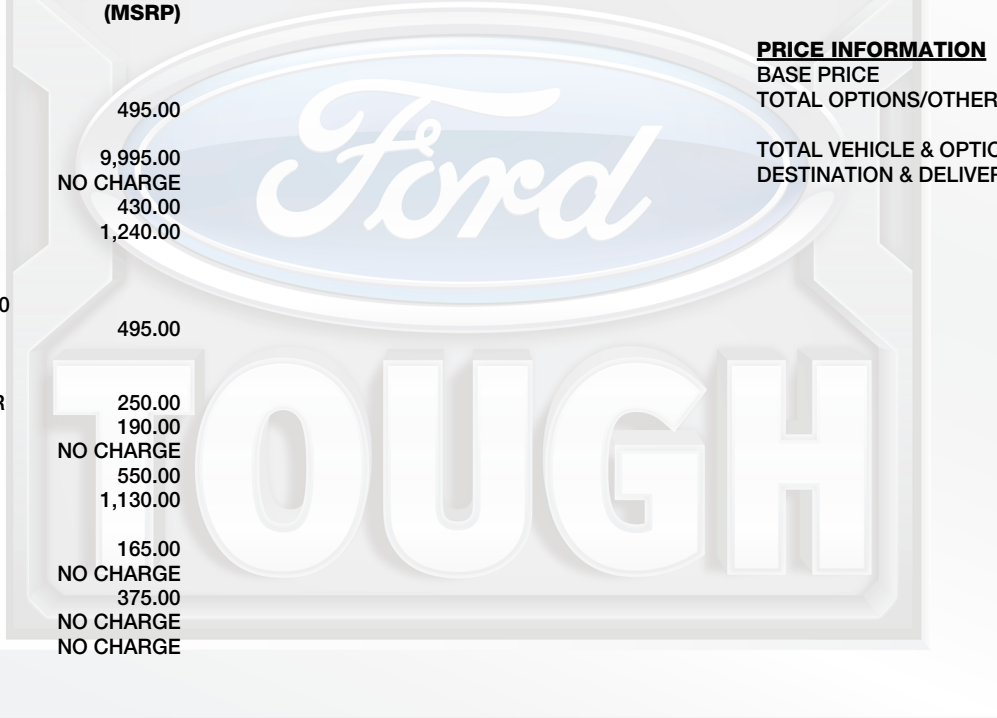 (MSRP)
495.00
9,995.00
NO CHARGE
430.00
1,240.00
0
495.00
R
250.00
190.00
NO CHARGE
550.00
1,130.00
165.00
NO CHARGE
375.00
NO CHARGE
NO CHARGE
PRICE INFORMATION
BASE PRICE
TOTAL OPTIONS/OTHER
TOTAL VEHICLE & OPTIO
DESTINATION & DELIVER
Ford
TOUGH